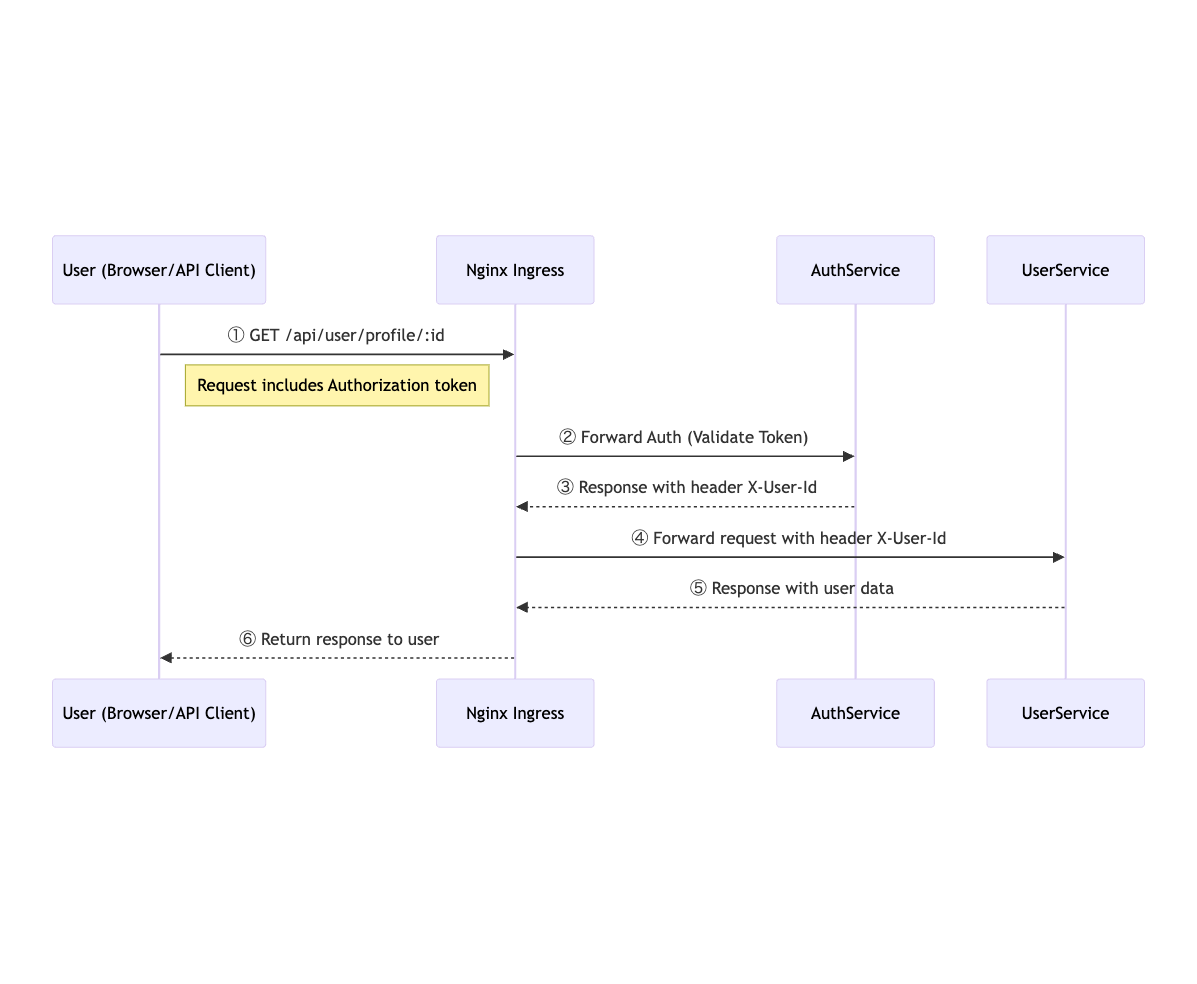 User (Browser/API Client)
Nginx Ingress
AuthService
UserService
① GET /api/user/profile/:id
Request includes Authorization token
② Forward Auth (Validate Token)
③ Response with header X-User-Id
④ Forward request with header X-User-Id
⑤ Response with user data
⑥ Return response to user
User (Browser/API Client)
Nginx Ingress
AuthService
UserService